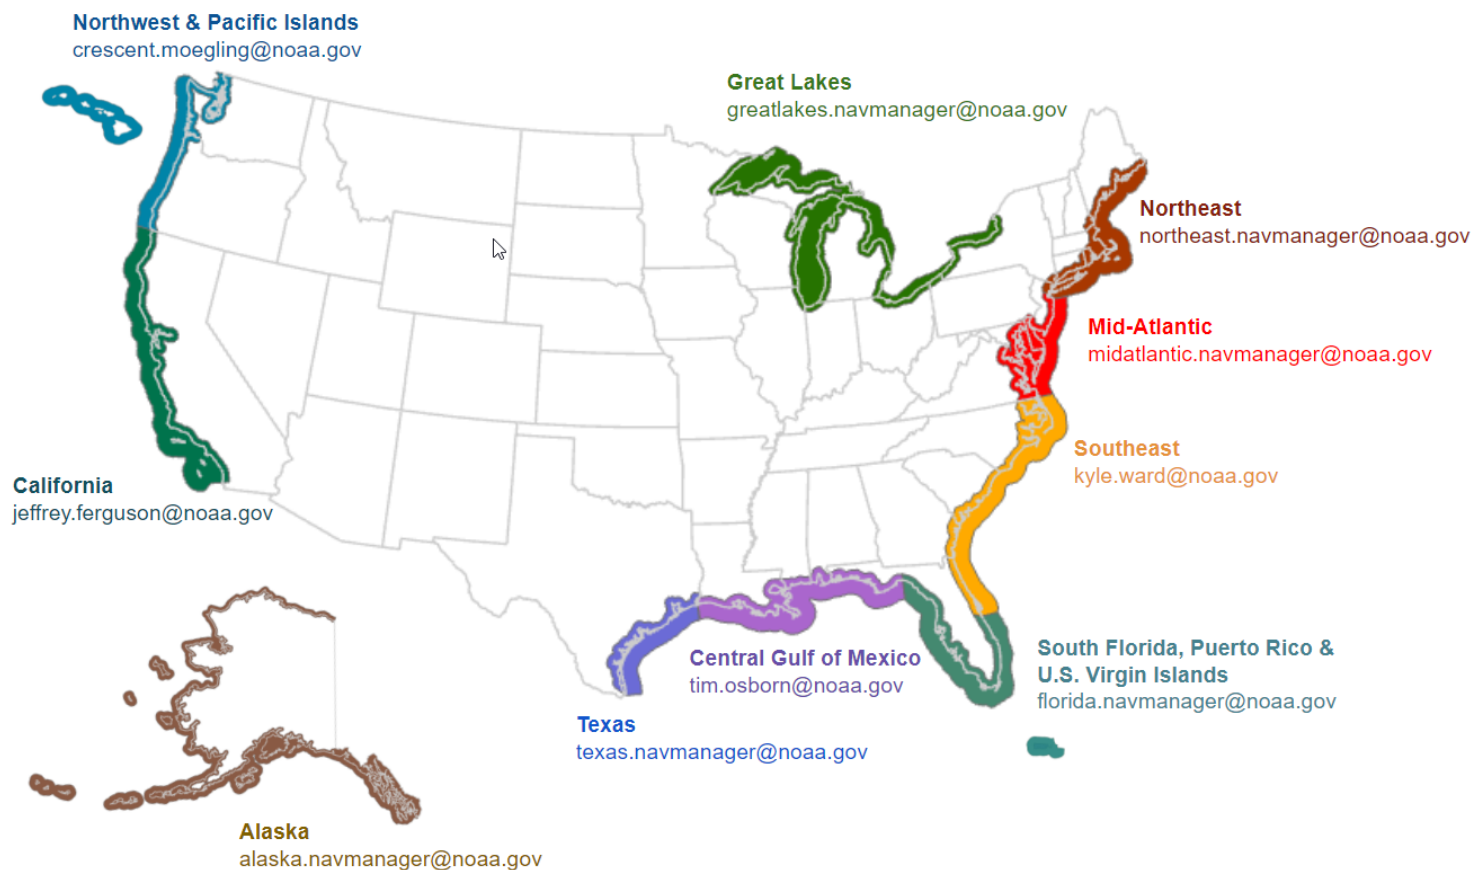 Northwest & Pacific Islands
crescent.moegling@noaa.gov
Great Lakes
greatlakes.navmanager@noaa.gov
Northeast
northeast.navmanager@noaa.gov
Mid-Atlantic
midatlantic.navmanager@noaa.gov
Southeast
kyle.ward@noaa.gov
California
jeffrey.ferguson@noaa.gov
South Florida, Puerto Rico &
U.S. Virgin Islands
florida.navmanager@noaa.gov
Central Gulf of Mexico
tim.osborn@noaa.gov
Texas
texas.navmanager@noaa.gov
Alaska
alaska.navmanager@noaa.gov